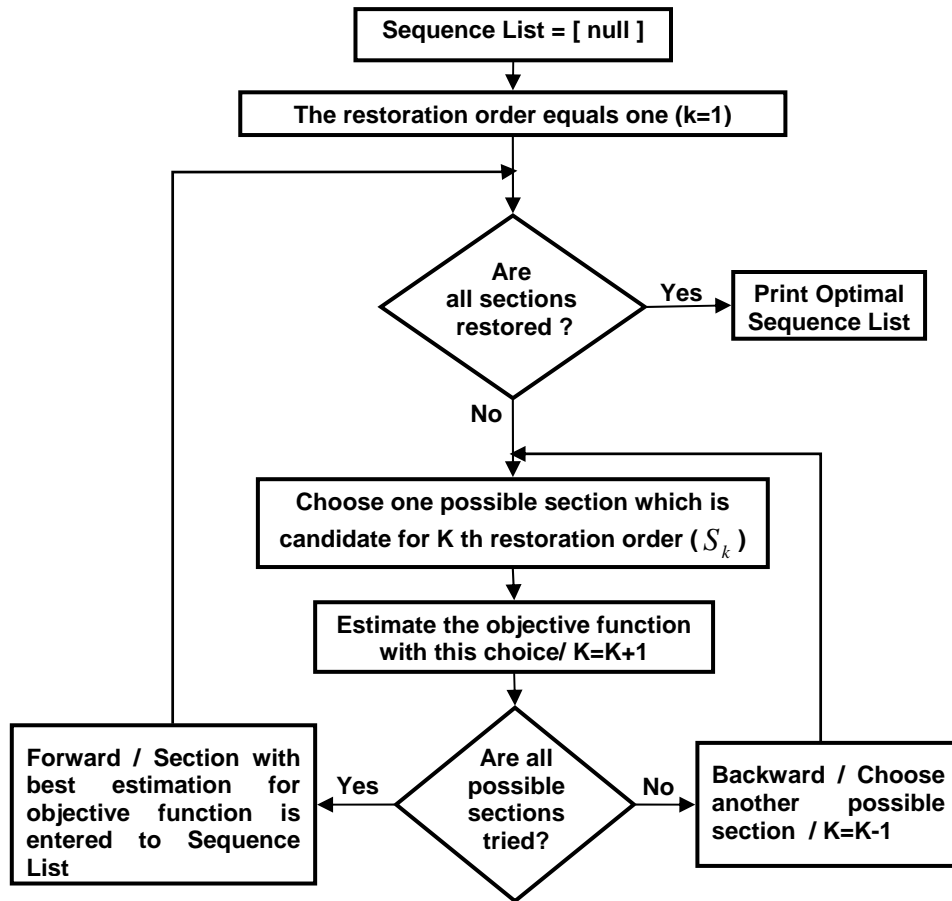 Sequence List = [ null ]
The restoration order equals one (k=1)
Are
all sections
restored ?
Yes
Print Optimal
Sequence List
No
Choose one possible section which is
candidate for K th restoration order ( S_k )
Estimate the objective function
with this choice/ K=K+1
Forward / Section with
best estimation for
objective function is
entered to Sequence
List
Yes
Are all
possible
sections
tried?
No
Backward / Choose
another possible
section / K=K-1